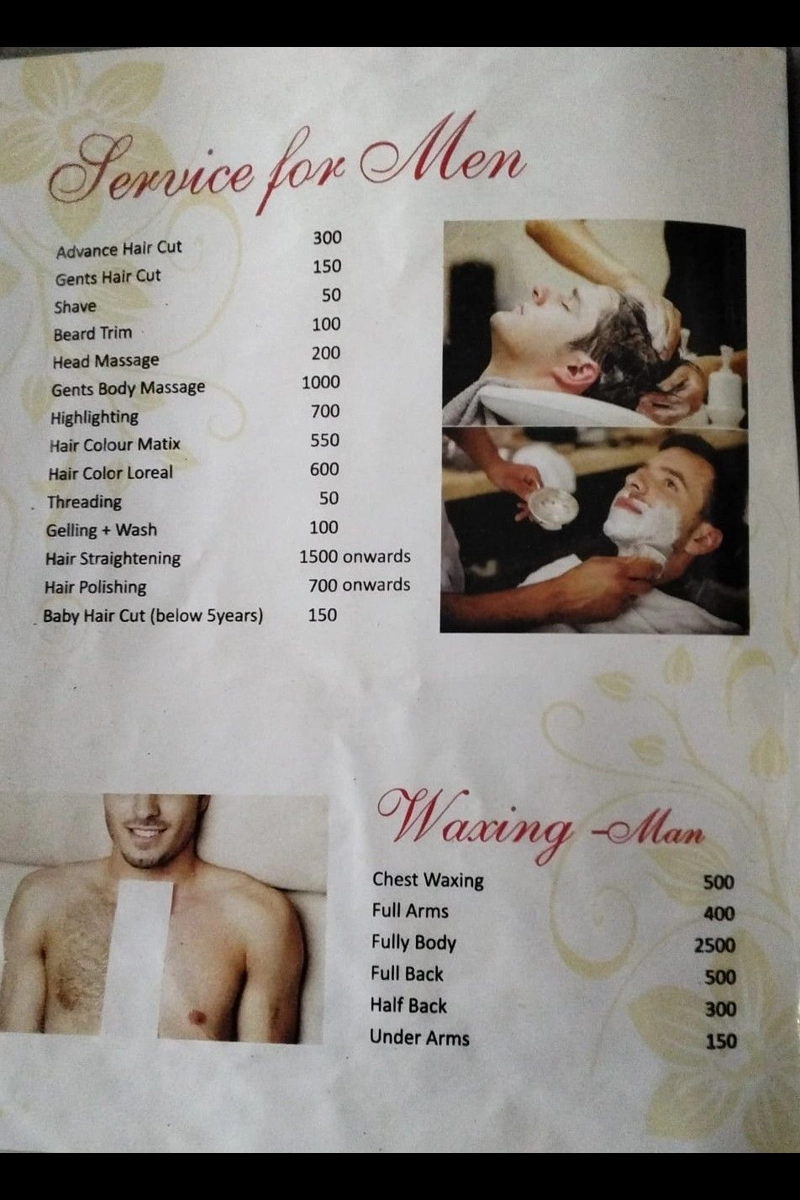 Service for Men
Advance Hair Cut 300
Gents Hair Cut 150
Shave 50
Beard Trim 100
Head Massage 200
Gents Body Massage 1000
Highlighting 700
Hair Colour Matix 550
Hair Color Loreal 600
Threading 50
Gelling + Wash 100
Hair Straightening 1500 onwards
Hair Polishing 700 onwards
Baby Hair Cut (below 5years) 150
Waxing -Man
Chest Waxing 500
Full Arms 400
Fully Body 2500
Full Back 500
Half Back 300
Under Arms 150